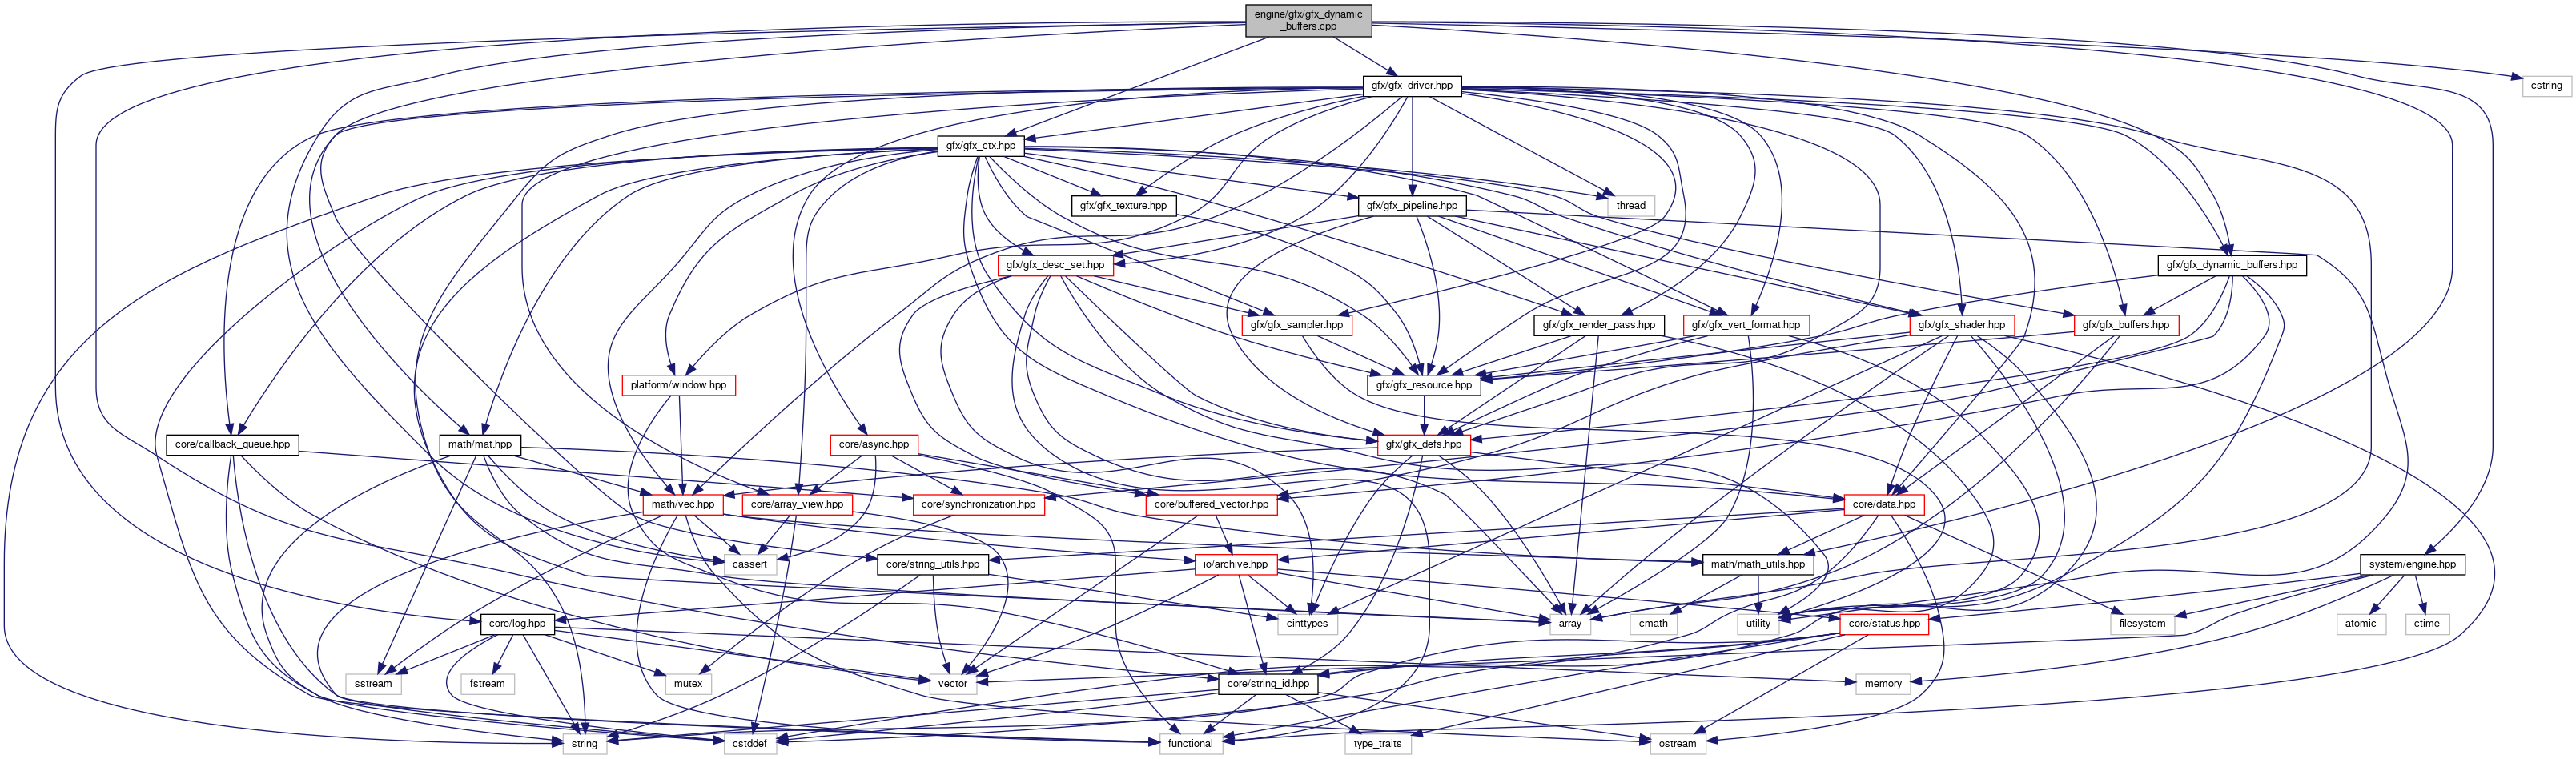 engine/gfx/gfx_dynamic
_buffers.cpp
gfx/gfx_driver.hpp
cstring
gfx/gfx_ctx.hpp
gfx/gfx_texture.hpp
gfx/gfx_pipeline.hpp
thread
gfx/gfx_desc_set.hpp
gfx/gfx_dynamic_buffers.hpp
gfx/gfx_sampler.hpp
gfx/gfx_render_pass.hpp
gfx/gfx_vert_format.hpp
gfx/gfx_shader.hpp
gfx/gfx_buffers.hpp
platform/window.hpp
gfx/gfx_resource.hpp
core/callback_queue.hpp
math/mat.hpp
core/async.hpp
gfx/gfx_defs.hpp
math/vec.hpp
core/array_view.hpp
core/synchronization.hpp
core/buffered_vector.hpp
core/data.hpp
cassert
core/string_utils.hpp
io/archive.hpp
math/math_utils.hpp
system/engine.hpp
core/log.hpp
cinttypes
array
cmath
utility
core/status.hpp
filesystem
atomic
ctime
sstream
fstream
mutex
vector
core/string_id.hpp
memory
string
cstddef
functional
type_traits
ostream